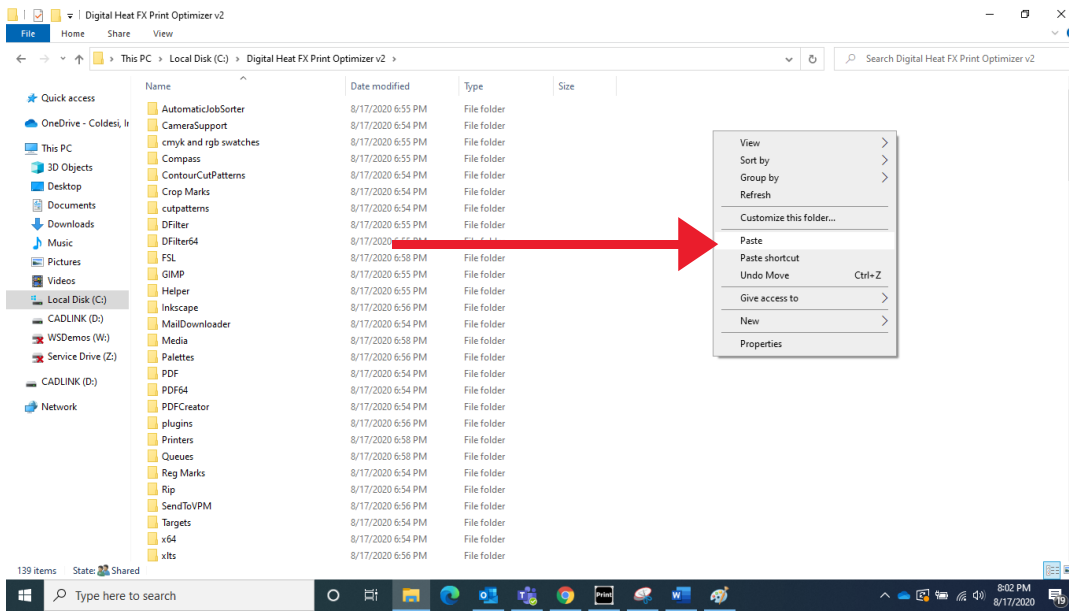 Digital Heat FX Print Optimizer v2
File Home Share View
This PC > Local Disk (C:) > Digital Heat FX Print Optimizer v2 >
Search Digital Heat FX Print Optimizer v2
Quick access
OneDrive - Coldesi, Ir
This PC
3D Objects
Desktop
Documents
Downloads
Music
Pictures
Videos
Local Disk (C:)
CADLINK (D:)
WSDemos (W:)
Service Drive (Z:)
CADLINK (D:)
Network
Name Date modified Type Size
AutomaticJobSorter 8/17/2020 6:55 PM File folder
CameraSupport 8/17/2020 6:54 PM File folder
cmyk and rgb swatches 8/17/2020 6:55 PM File folder
Compass 8/17/2020 6:55 PM File folder
ContourCutPatterns 8/17/2020 6:54 PM File folder
Crop Marks 8/17/2020 6:54 PM File folder
cutpatterns 8/17/2020 6:54 PM File folder
DFilter 8/17/2020 6:55 PM File folder
DFilter64 8/17/2020
FSL 8/17/2020 6:58 PM File folder
GIMP 8/17/2020 6:55 PM File folder
Helper 8/17/2020 6:55 PM File folder
Inkscape 8/17/2020 6:56 PM File folder
MailDownloader 8/17/2020 6:54 PM File folder
Media 8/17/2020 6:58 PM File folder
Palettes 8/17/2020 6:56 PM File folder
PDF 8/17/2020 6:54 PM File folder
PDF64 8/17/2020 6:54 PM File folder
PDFCreator 8/17/2020 6:54 PM File folder
plugins 8/17/2020 6:56 PM File folder
Printers 8/17/2020 6:58 PM File folder
Queues 8/17/2020 6:58 PM File folder
Reg Marks 8/17/2020 6:54 PM File folder
Rip 8/17/2020 6:54 PM File folder
SendToVPM 8/17/2020 6:56 PM File folder
Targets 8/17/2020 6:54 PM File folder
x64 8/17/2020 6:54 PM File folder
xlts 8/17/2020 6:56 PM File folder
View
Sort by
Group by
Refresh
Customize this folder...
Paste
Paste shortcut
Undo Move Ctrl+Z
Give access to
New
Properties
139 items State: Shared
Type here to search
Print
8:02 PM
8/17/2020
19